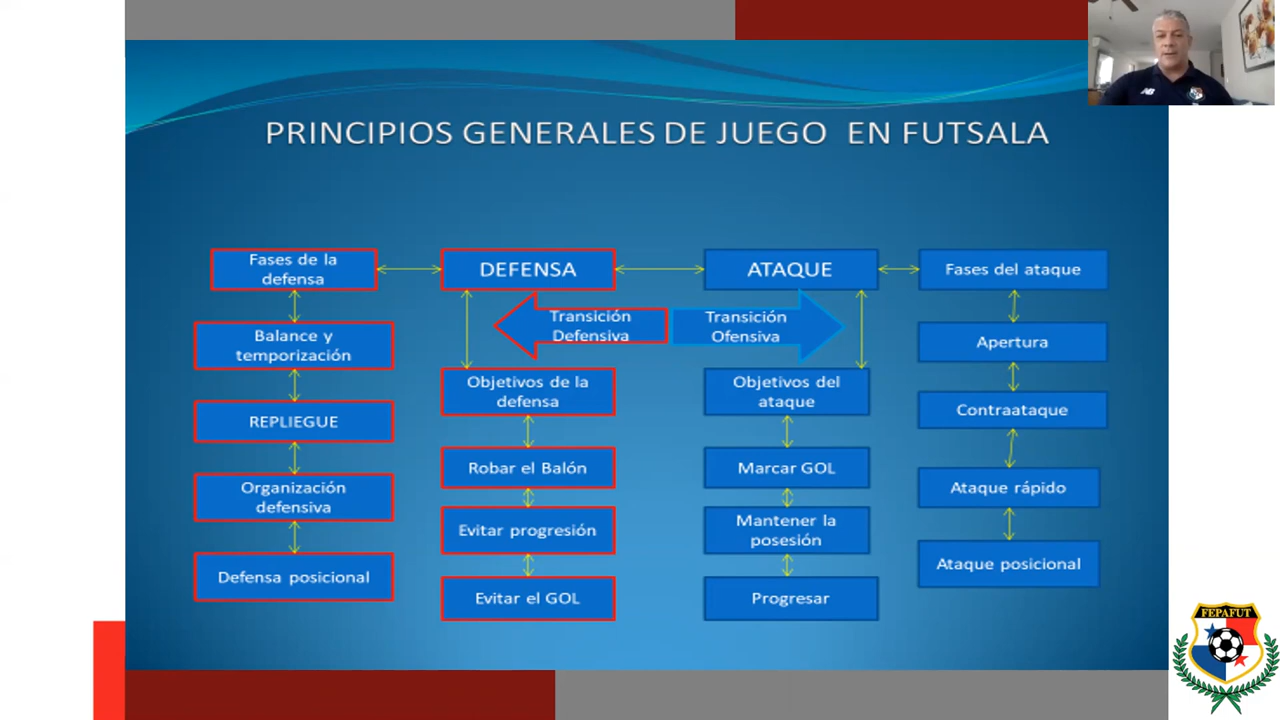 PRINCIPIOS GENERALES DE JUEGO EN FUTSALA
Fases de la
defensa
DEFENSA
ATAQUE
Fases del ataque
Transición
Defensiva
Transición
Ofensiva
Balance y
temporización
REPLIEGUE
Organización
defensiva
Defensa posicional
Objetivos de la
defensa
Robar el Balón
Evitar progresión
Evitar el GOL
Objetivos del
ataque
Marcar GOL
Mantener la
posesión
Progresar
Apertura
Contraataque
Ataque rápido
Ataque posicional
NB
FEPAFUT